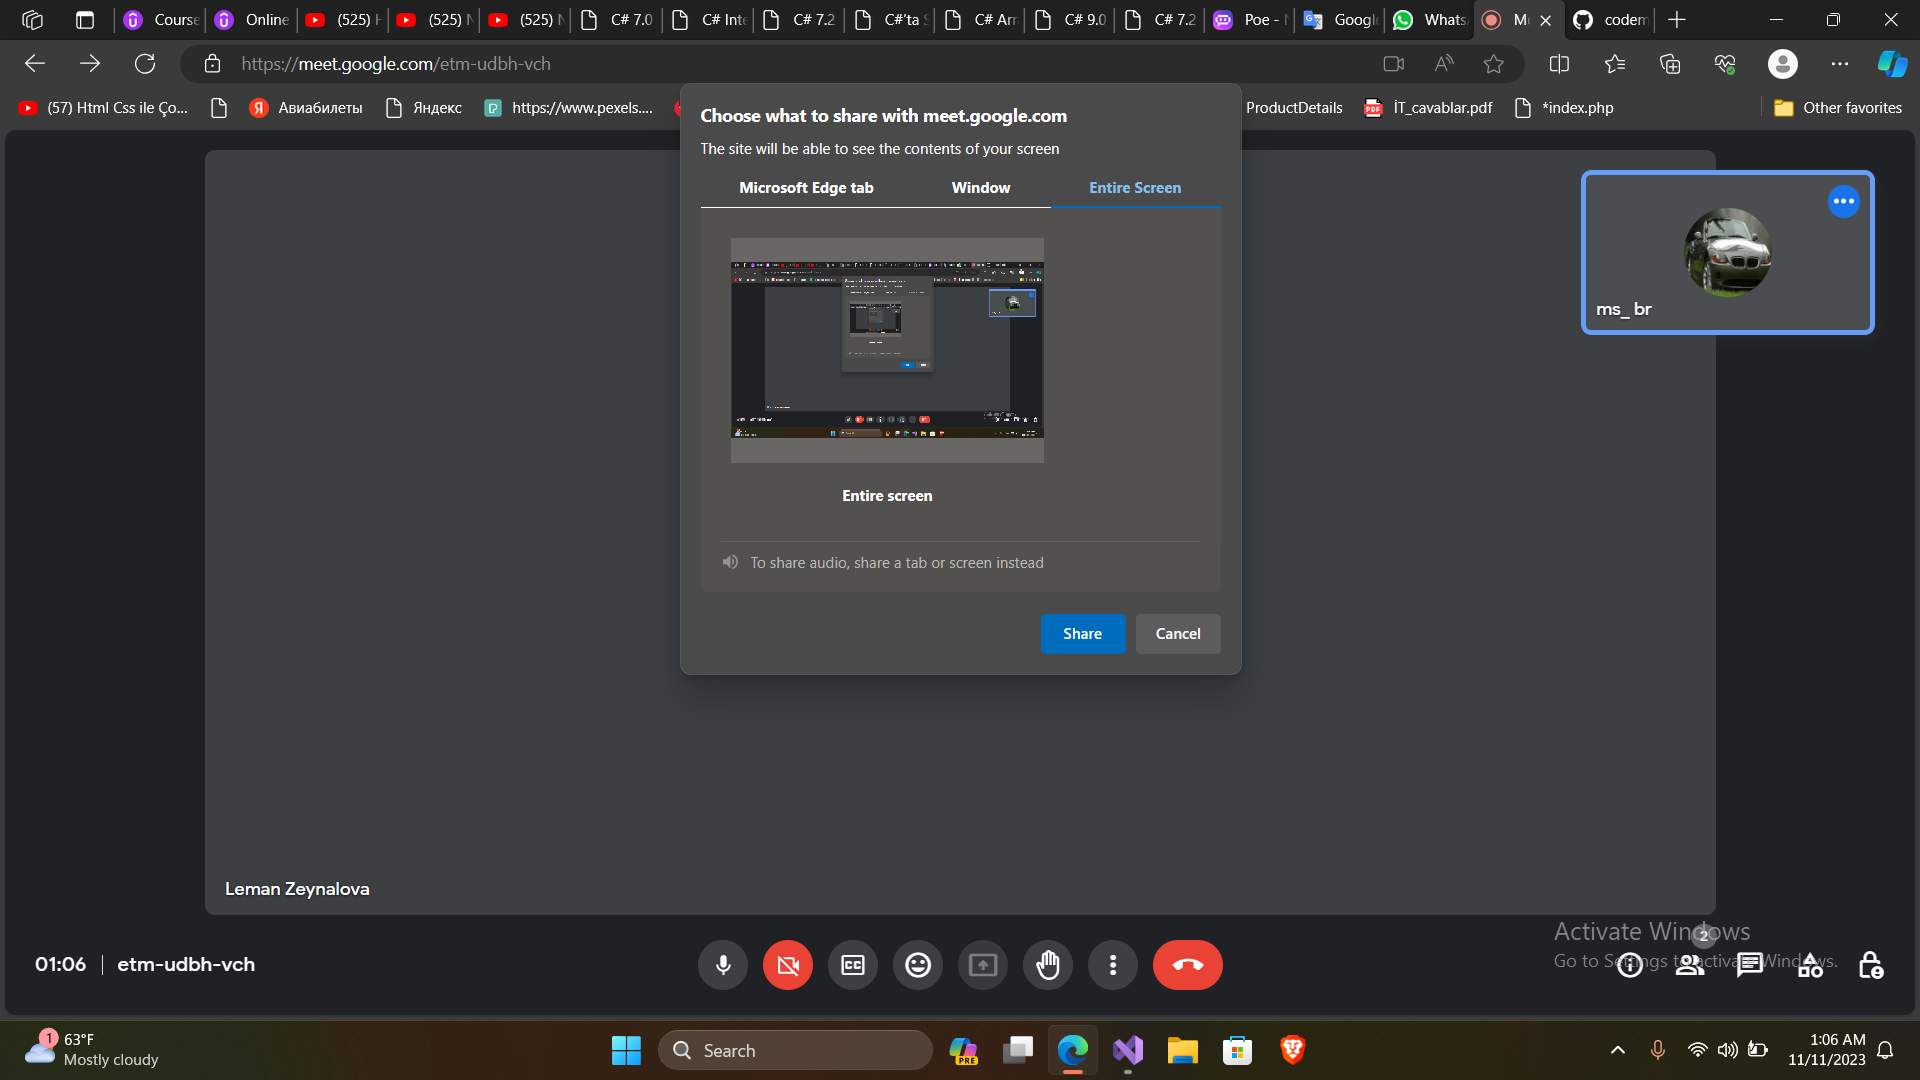 Course
Online
(525) I
(525) N
(525) N
C# 7.0
C# Inte
C# 7.2
C#'ta S
C# Arr
C# 9.0
C# 7.2
Poe -
Google
Whats
M
codem
https://meet.google.com/etm-udbh-vch
(57) Html Css ile Ço...
Авиабилеты
Яндекс
https://www.pexels....
ProductDetails
İT_cavablar.pdf
*index.php
Other favorites
Choose what to share with meet.google.com
The site will be able to see the contents of your screen
Microsoft Edge tab
Window
Entire Screen
Entire screen
To share audio, share a tab or screen instead
Share
Cancel
ms_ br
Leman Zeynalova
01:06
etm-udbh-vch
CC
Activate Windows
2
Go to Settings to activate Windows.
1
63°F
Mostly cloudy
Search
PRE
1:06 AM
11/11/2023